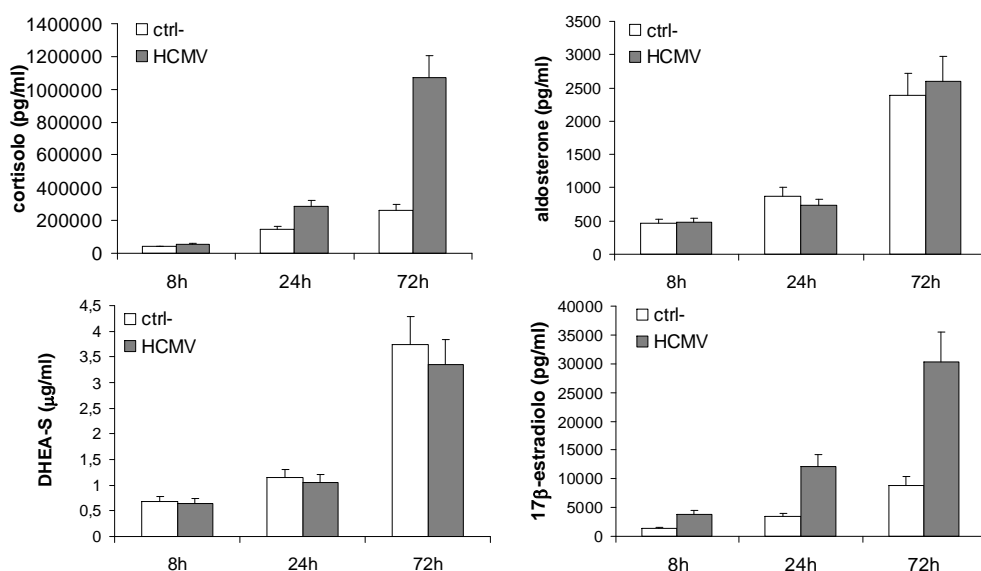 cortisolo (pg/ml)
1400000
1200000
1000000
800000
600000
400000
200000
0
ctrl-
HCMV
8h 24h 72h
aldosterone (pg/ml)
3500
3000
2500
2000
1500
1000
500
0
ctrl-
HCMV
8h 24h 72h
DHEA-S (μg/ml)
4,5
4
3,5
3
2,5
2
1,5
1
0,5
0
ctrl-
HCMV
8h 24h 72h
17β-estradiolo (pg/ml)
40000
35000
30000
25000
20000
15000
10000
5000
0
ctrl-
HCMV
8h 24h 72h